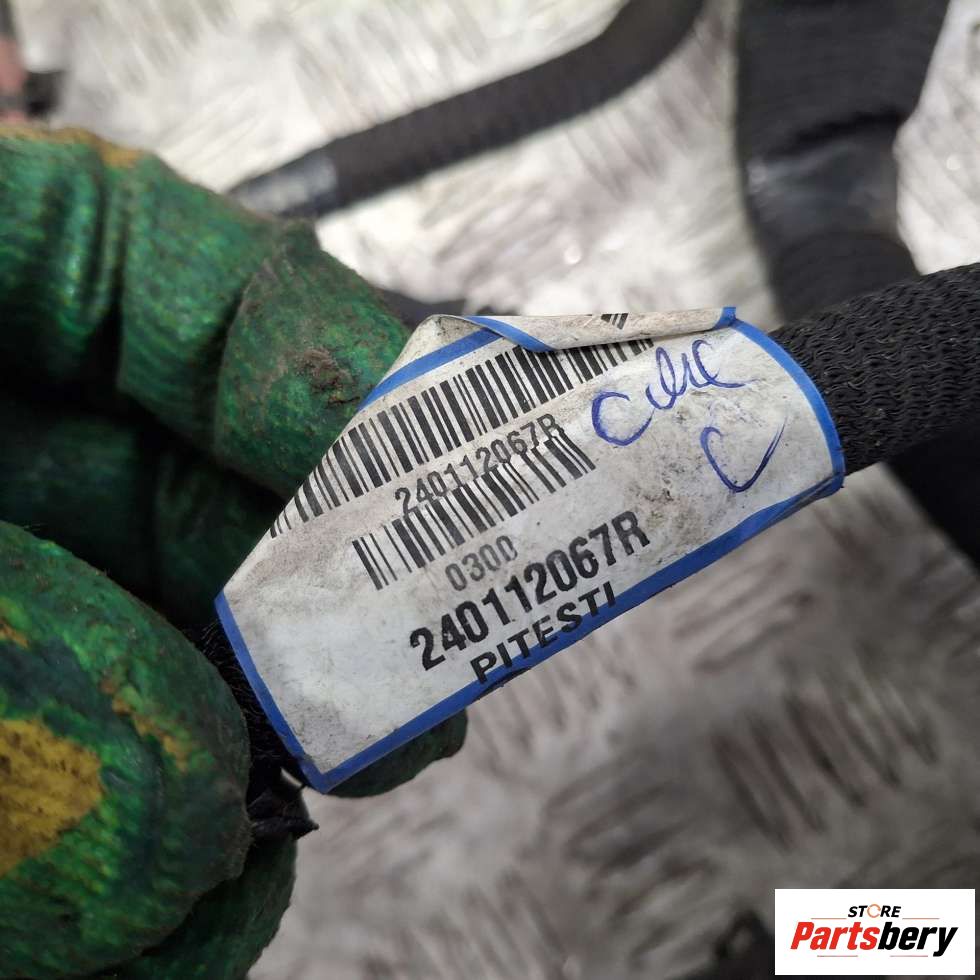 240112067R
0300
240112067R
PITESTI
C
STORE
Partsbery